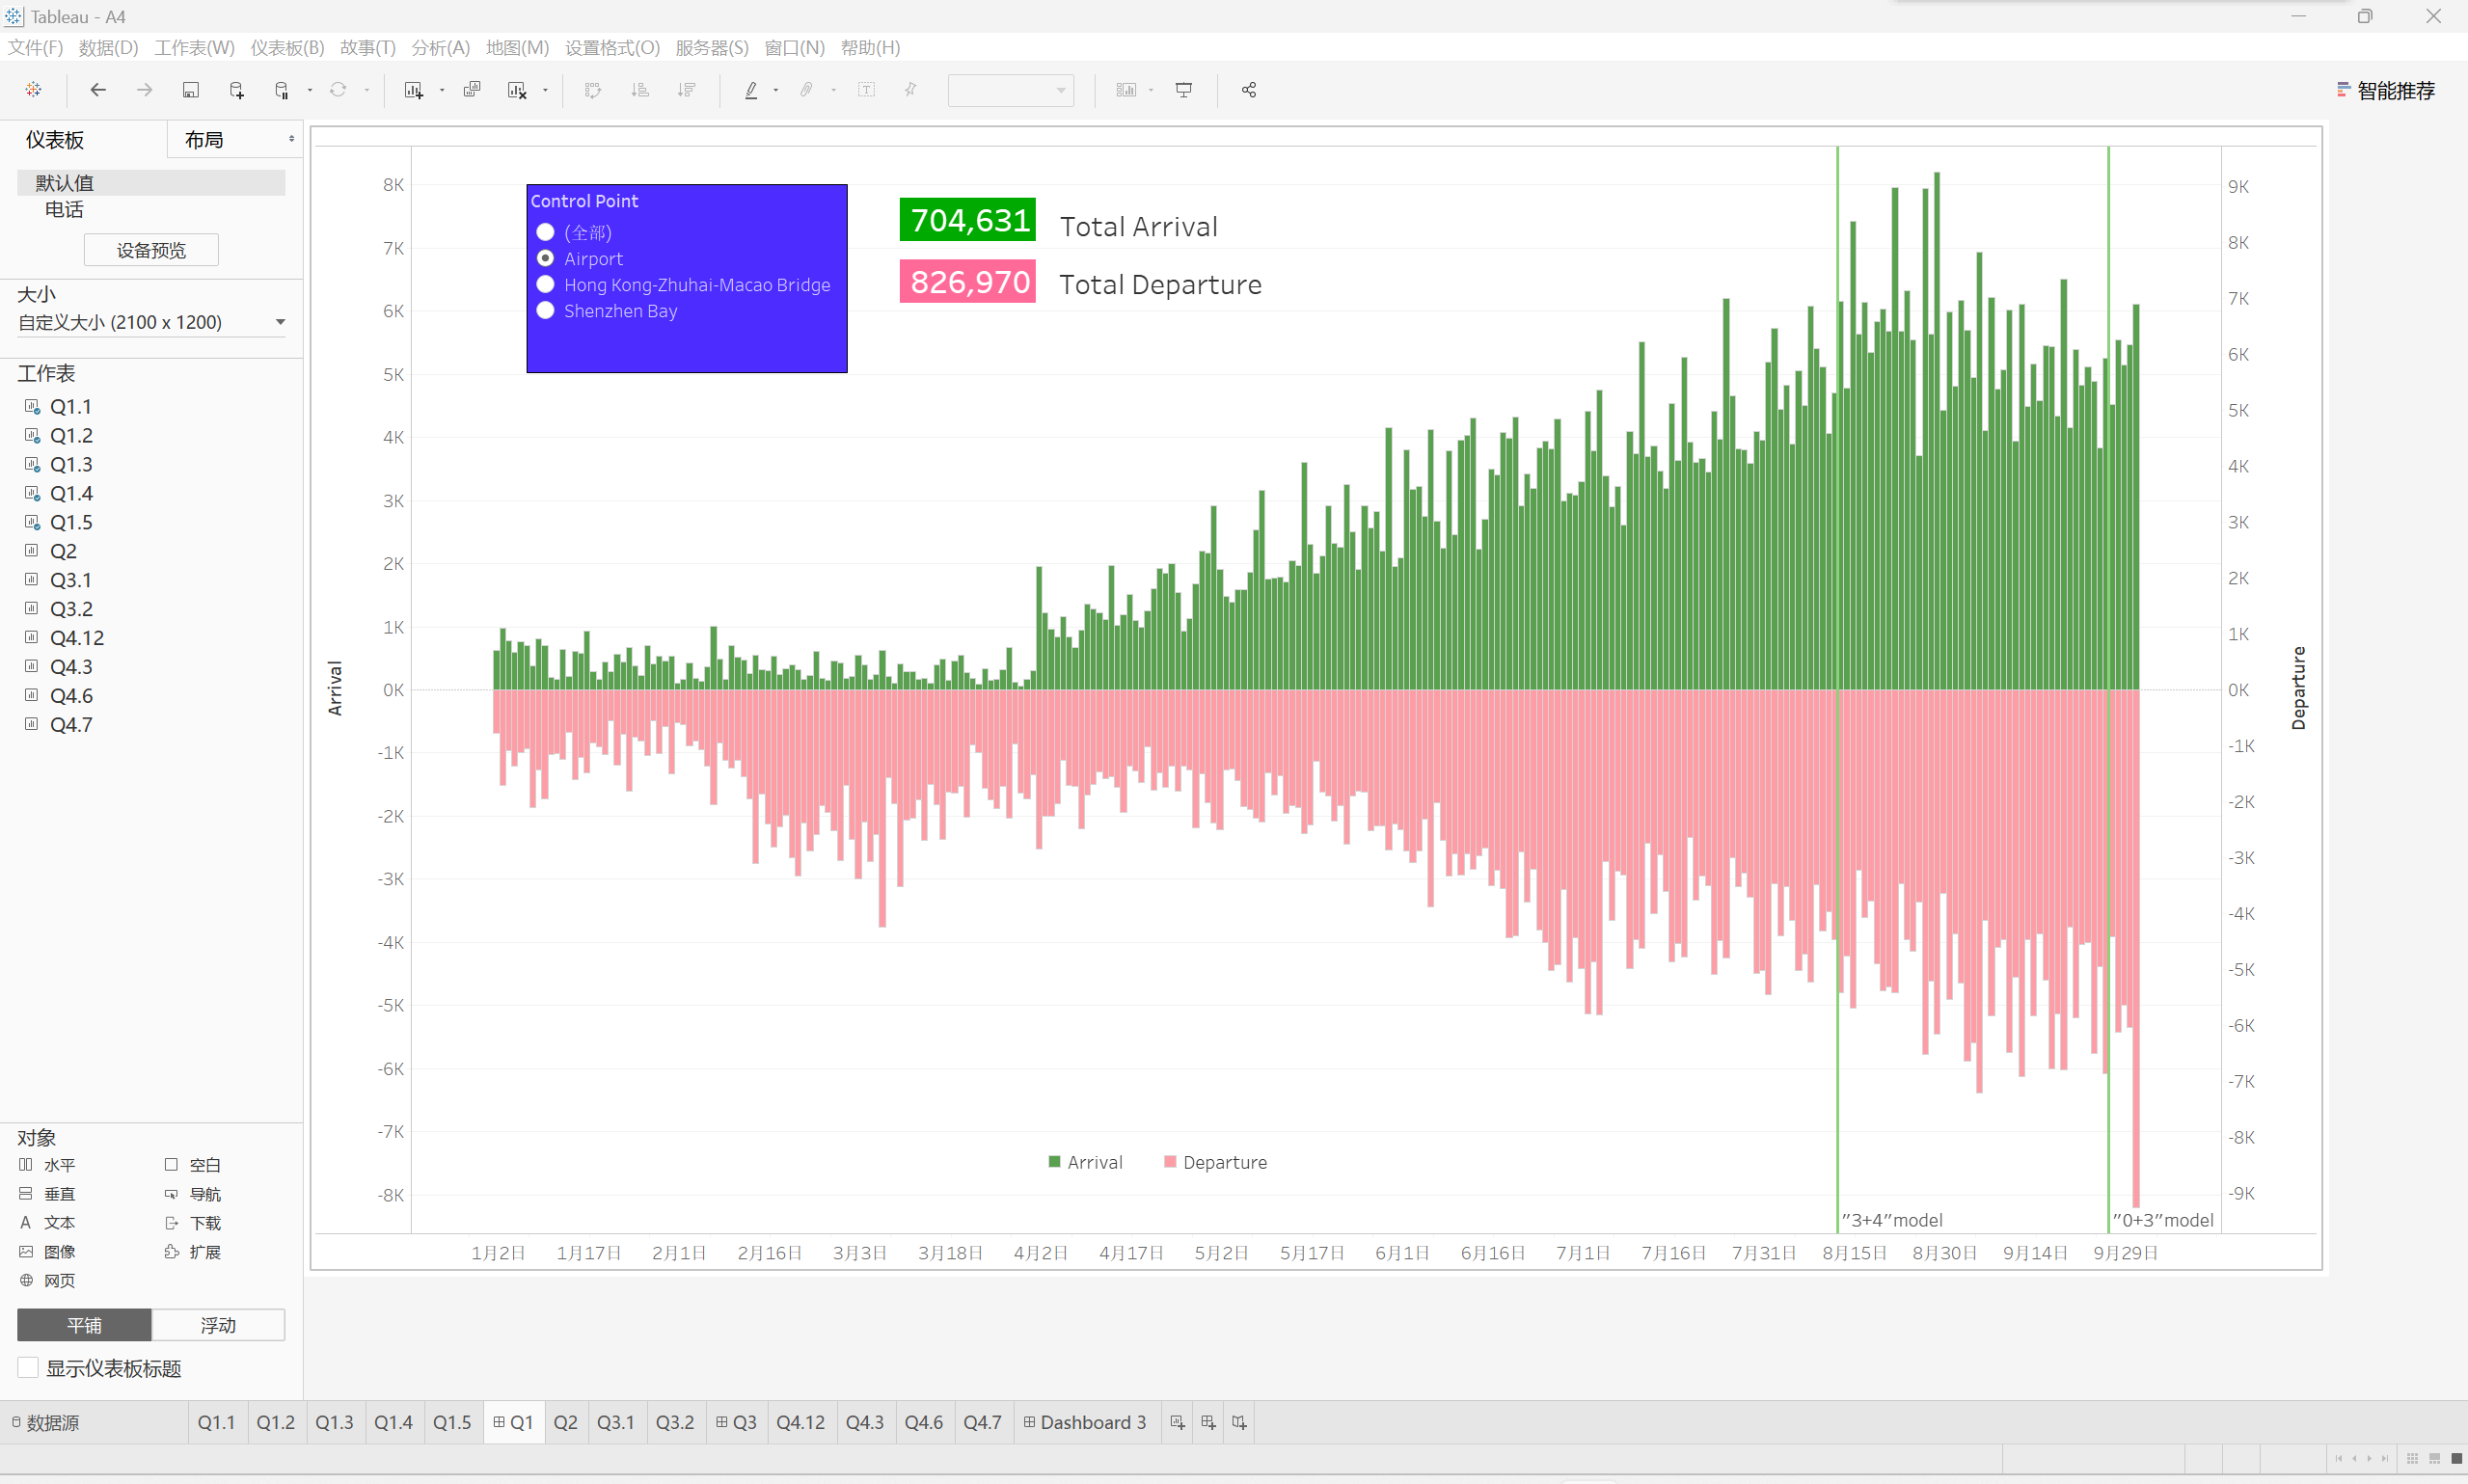 Tableau - A4
文件(F) 数据(D) 工作表(W) 仪表板(B) 故事(T) 分析(A) 地图(M) 设置格式(O) 服务器(S) 窗口(N) 帮助(H)
智能推荐
仪表板 布局
默认值
电话
设备预览
大小
自定义大小 (2100 x 1200)
工作表
Q1.1
Q1.2
Q1.3
Q1.4
Q1.5
Q2
Q3.1
Q3.2
Q4.12
Q4.3
Q4.6
Q4.7
对象
水平 空白
垂直 导航
A 文本 下载
图像 扩展
网页
平铺 浮动
显示仪表板标题
Control Point
(全部)
Airport
Hong Kong-Zhuhai-Macao Bridge
Shenzhen Bay
704,631 Total Arrival
826,970 Total Departure
Arrival
8K
7K
6K
5K
4K
3K
2K
1K
0K
-1K
-2K
-3K
-4K
-5K
-6K
-7K
-8K
9K
8K
7K
6K
5K
4K
3K
2K
1K
0K
-1K
-2K
-3K
-4K
-5K
-6K
-7K
-8K
-9K
Departure
Arrival Departure
"3+4"model "0+3"model
1月2日 1月17日 2月1日 2月16日 3月3日 3月18日 4月2日 4月17日 5月2日 5月17日 6月1日 6月16日 7月1日 7月16日 7月31日 8月15日 8月30日 9月14日 9月29日
数据源 Q1.1 Q1.2 Q1.3 Q1.4 Q1.5 Q1 Q2 Q3.1 Q3.2 Q3 Q4.12 Q4.3 Q4.6 Q4.7 Dashboard 3